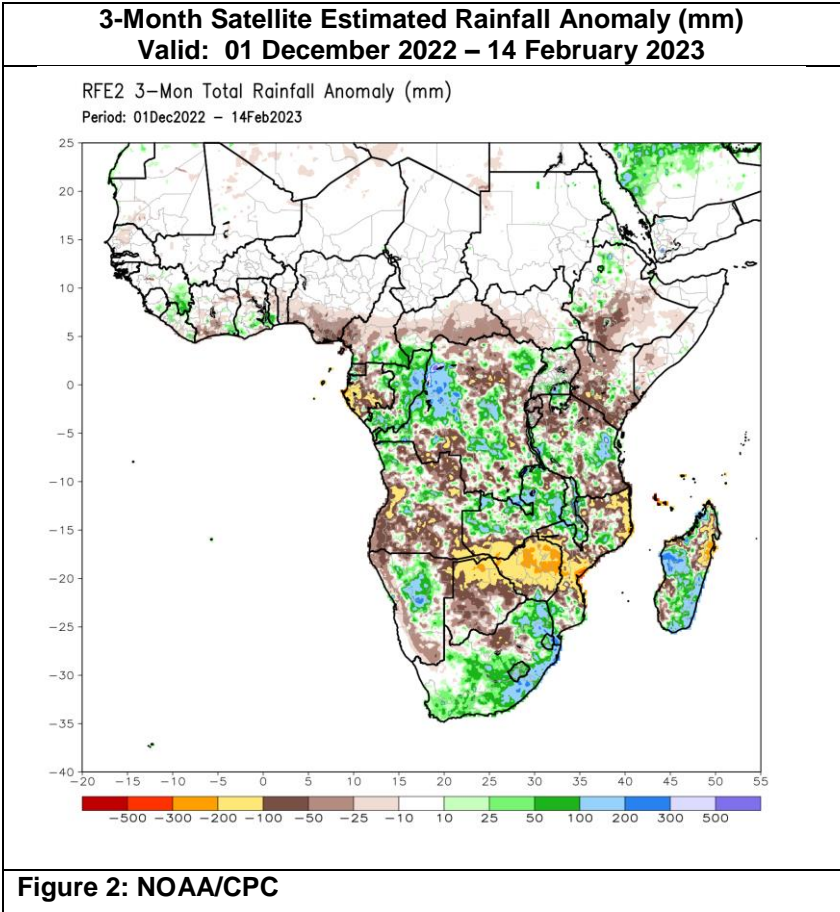 3-Month Satellite Estimated Rainfall Anomaly (mm)
Valid: 01 December 2022 – 14 February 2023
RFE2 3-Mon Total Rainfall Anomaly (mm)
Period: 01Dec2022 – 14Feb2023
25
20
15
10
5
0
-5
-10
-15
-20
-25
-30
-35
-40
-20 -15 -10 -5 0 5 10 15 20 25 30 35 40 45 50 55
-500 -300 -200 -100 -50 -25 -10 10 25 50 100 200 300 500
Figure 2: NOAA/CPC